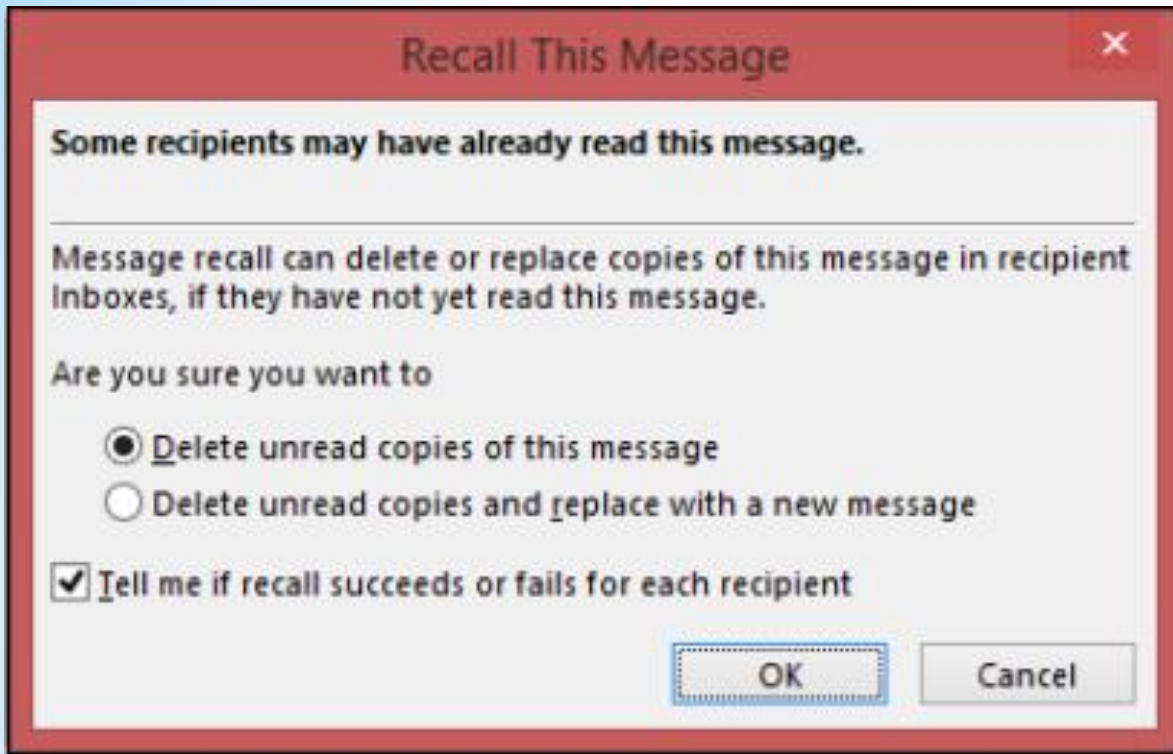 Recall This Message
Some recipients may have already read this message.
Message recall can delete or replace copies of this message in recipient
Inboxes, if they have not yet read this message.
Are you sure you want to
Delete unread copies of this message
Delete unread copies and replace with a new message
Tell me if recall succeeds or fails for each recipient
OK Cancel